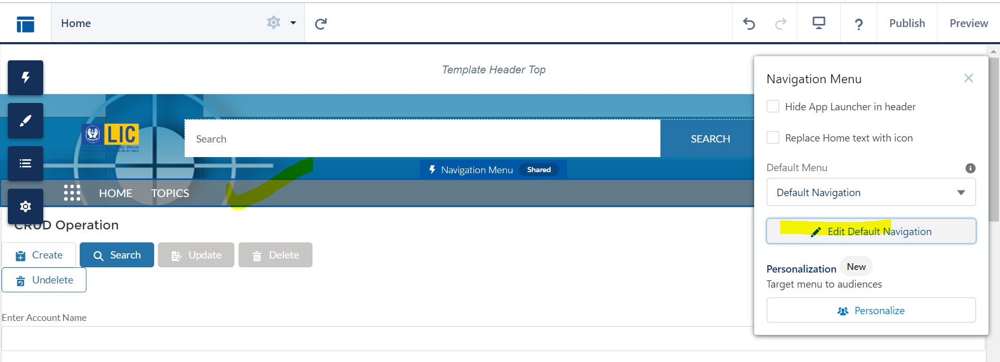 Home
Publish
Preview
Template Header Top
Navigation Menu
Hide App Launcher in header
Replace Home text with icon
Default Menu
Default Navigation
Edit Default Navigation
Personalization New
Target menu to audiences
Personalize
LIC
Search
SEARCH
Navigation Menu Shared
HOME TOPICS
CRUD Operation
Create Search Update Delete
Undelete
Enter Account Name